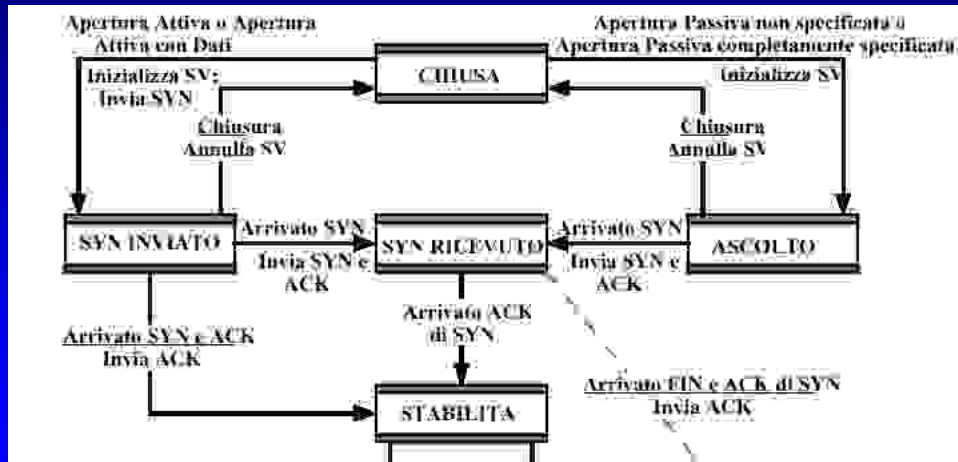 Apertura Attiva o Apertura
Attiva con Dati
Inizializza SV;
Invia SYN
CHIUSA
Apertura Passiva non specificata o
Apertura Passiva completamente specificata
Inizializza SV
Chiusura
Annulla SV
Chiusura
Annulla SV
SYN INVIATO
Arrivato SYN
Invia SYN e
ACK
SYN RICEVUTO
Arrivato SYN
Invia SYN e
ACK
ASCOLTO
Arrivato SYN e ACK
Invia ACK
Arrivato ACK
di SYN
Arrivato FIN e ACK di SYN
Invia ACK
STABILITA